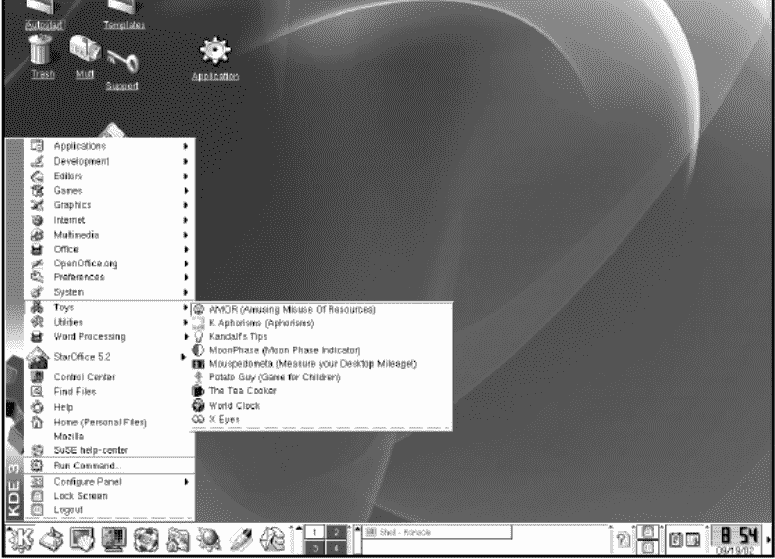 Autostart
Templates
Trash
Mutt
Support
Application
Applications
Development
Editors
Games
Graphics
Internet
Multimedia
Office
OpenOffice.org
Preferences
System
Toys
Utilities
Word Processing
StarOffice 5.2
Control Center
Find Files
Help
Home (Personal Files)
Mozilla
SuSE help-center
Run Command...
Configure Panel
Lock Screen
Logout
KDE 3
AMOR (Amusing Misuse Of Resources)
K Aphorisms (Aphorisms)
Kandalf's Tips
MoonPhase (Moon Phase Indicator)
Mouspedometa (Measure your Desktop Mileage!)
Potato Guy (Game for Children)
The Tea Cooker
World Clock
X Eyes
1 2
3 4
Shell - Konsole
8 54
09/19/02